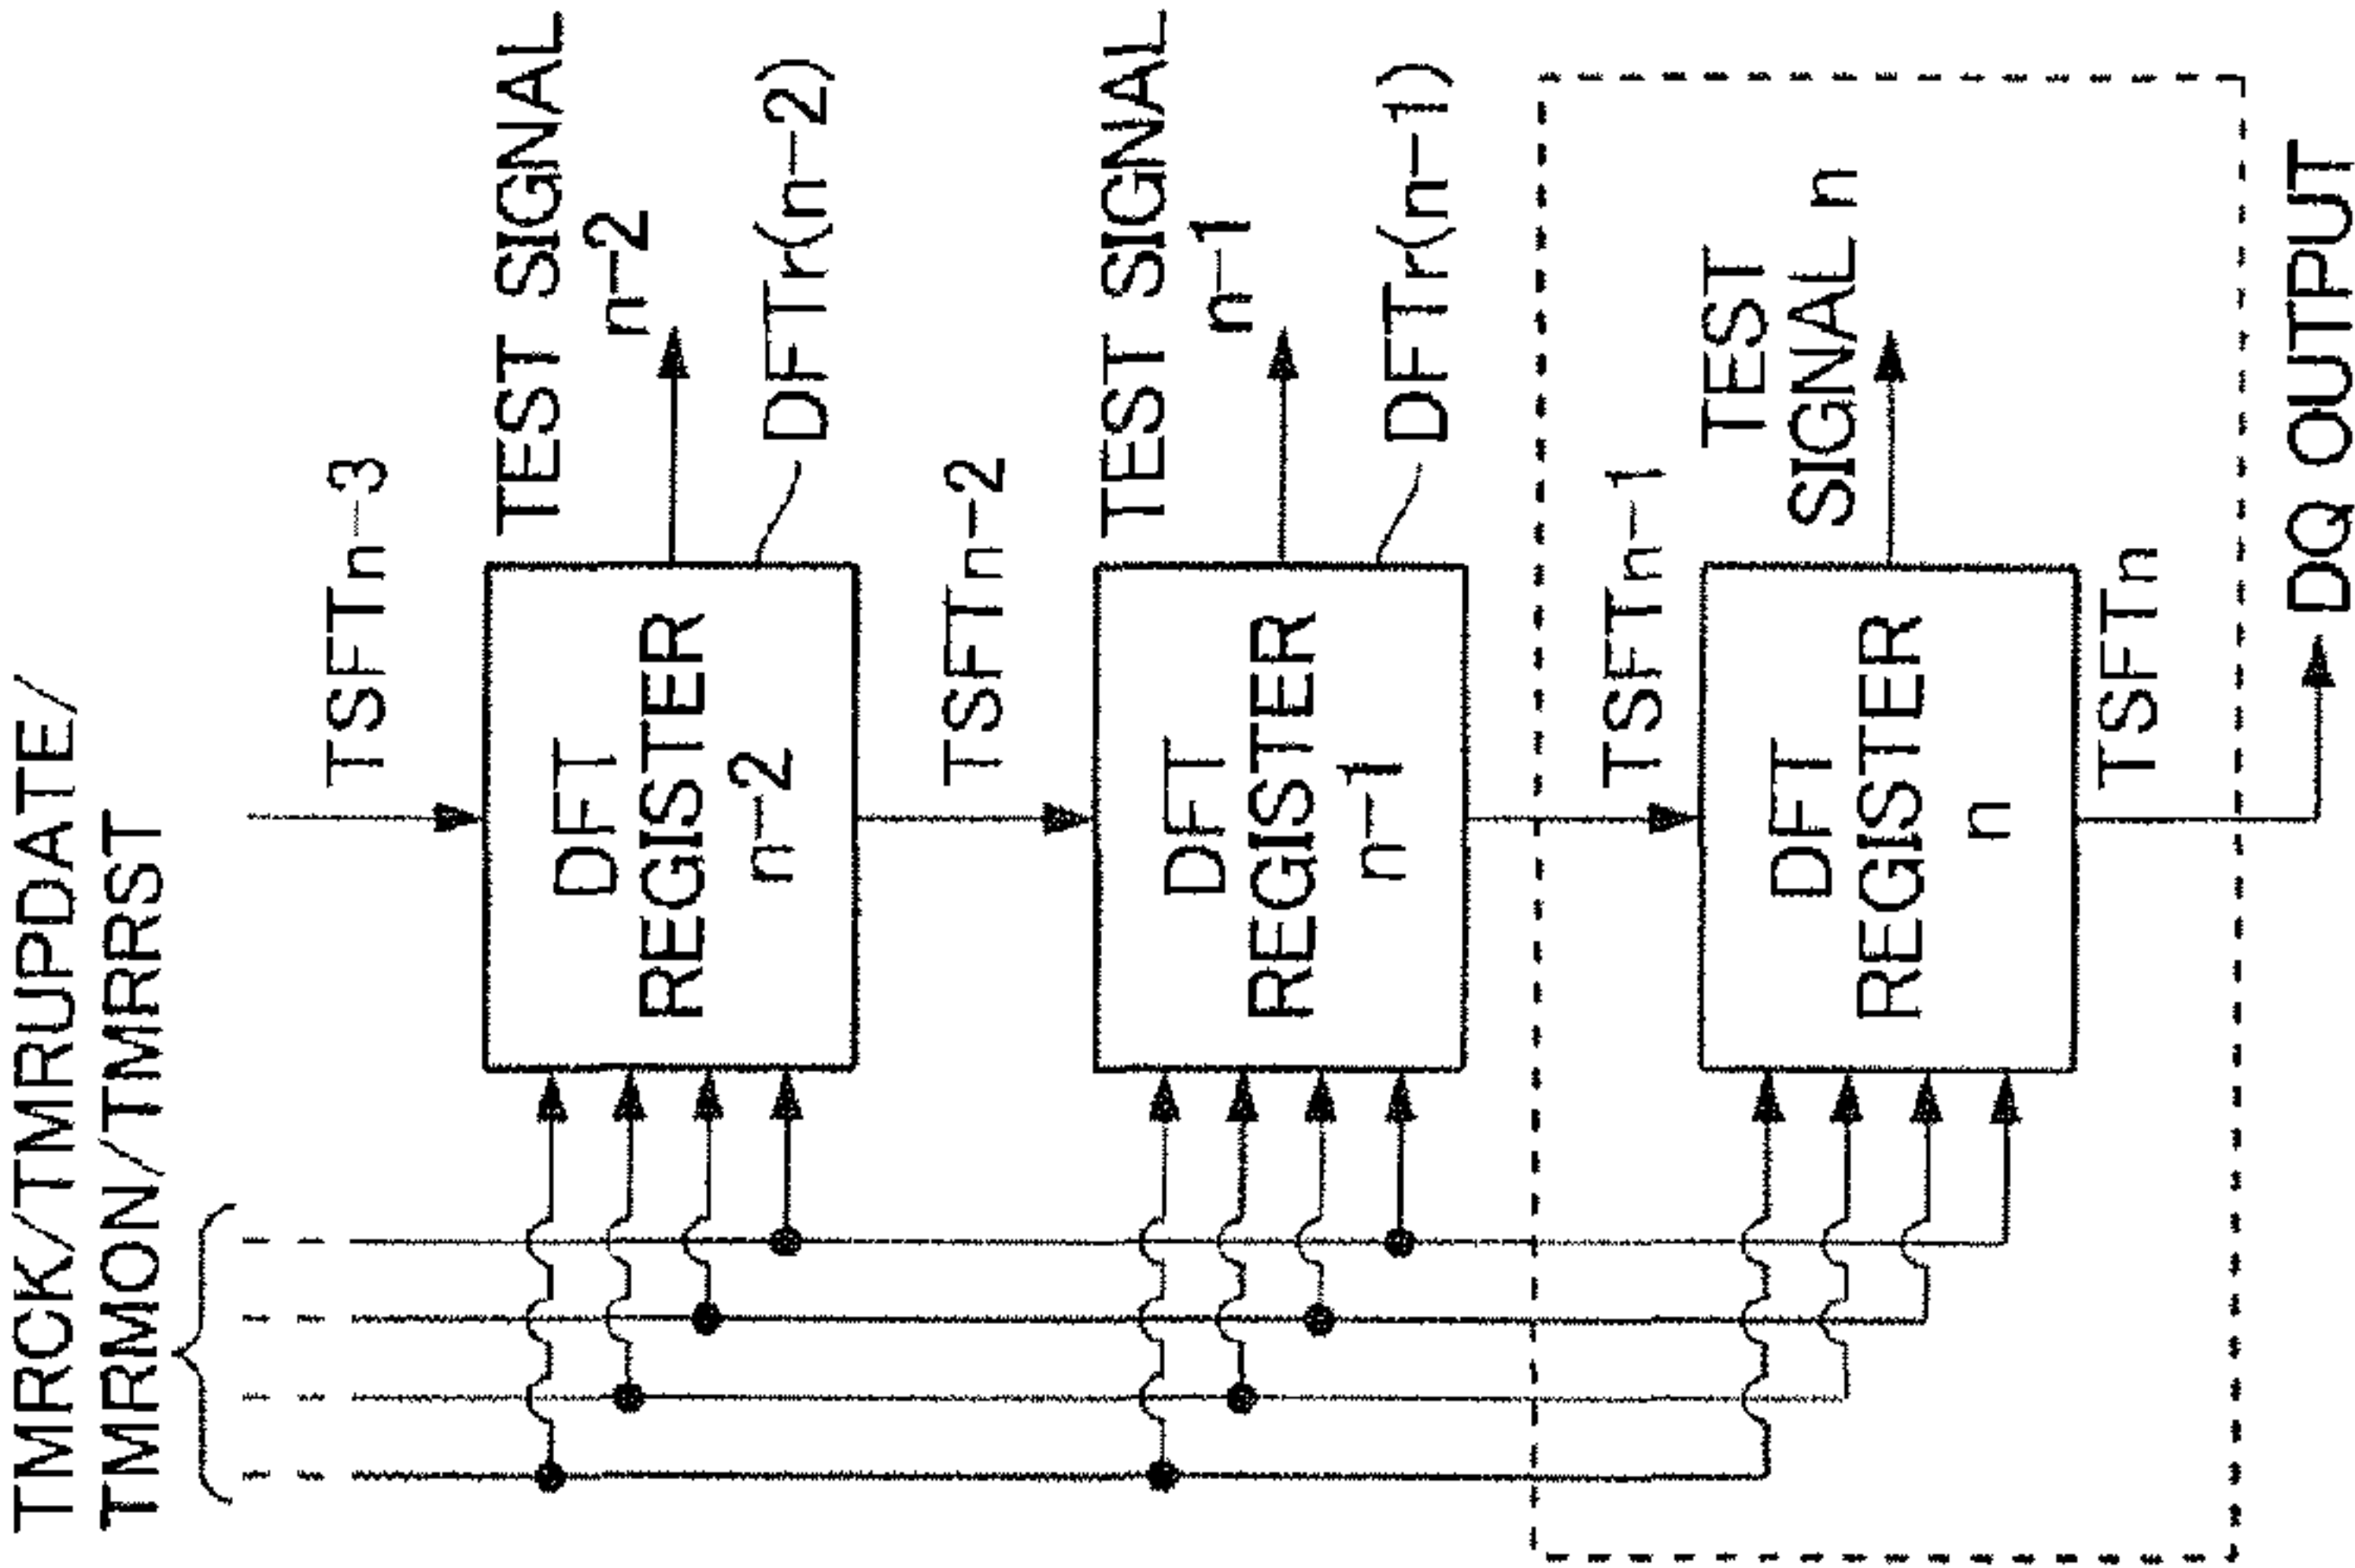 TMRCK/TMRUPDATE/
TMRMON/TMRRST
TSFTn-3
DFT
REGISTER
n-2
TEST SIGNAL
n-2
DFTr(n-2)
TSFTn-2
DFT
REGISTER
n-1
TEST SIGNAL
n-1
DFTr(n-1)
TSFTn-1
DFT
REGISTER
n
TEST
SIGNAL n
TSFTn
DQ OUTPUT